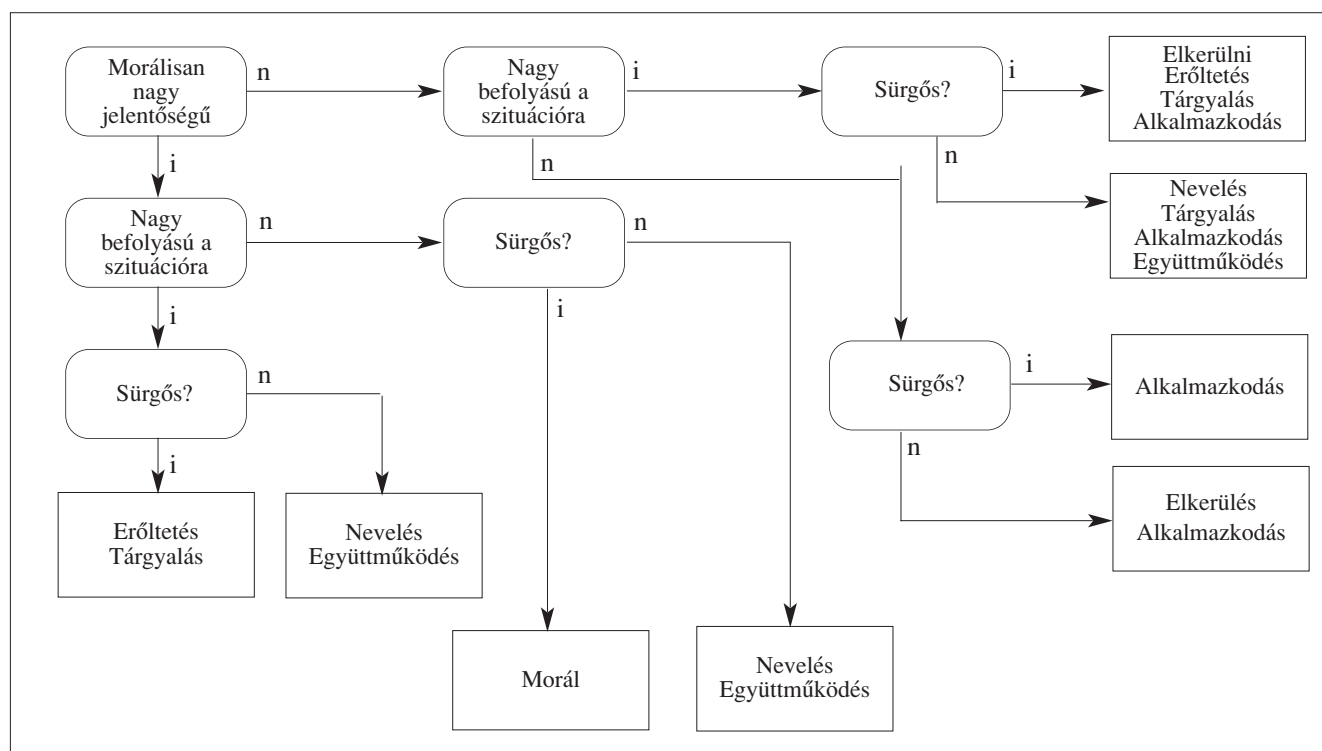 Morálisan
nagy
jelentőségű
n
Nagy
befolyású a
szituációra
i
Sürgős?
i
Elkerülni
Erőltetés
Tárgyalás
Alkalmazkodás
i
n
n
Nevelés
Tárgyalás
Alkalmazkodás
Együttműködés
Nagy
befolyású a
szituációra
n
Sürgős?
n
i
i
Sürgős?
n
Sürgős?
i
Alkalmazkodás
i
n
Erőltetés
Tárgyalás
Nevelés
Együttműködés
Elkerülés
Alkalmazkodás
Morál
Nevelés
Együttműködés